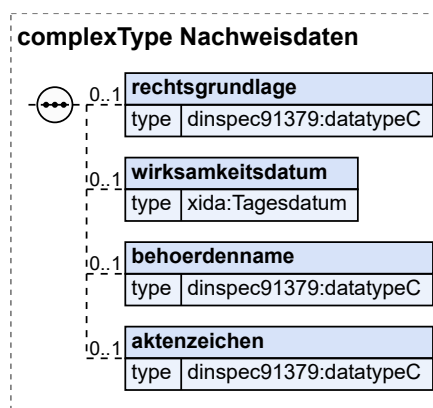 complexType Nachweisdaten
0..1 rechtsgrundlage
type dinspec91379:datatypeC
0..1 wirksamkeitsdatum
type xida:Tagesdatum
0..1 behoerdenname
type dinspec91379:datatypeC
0..1 aktenzeichen
type dinspec91379:datatypeC